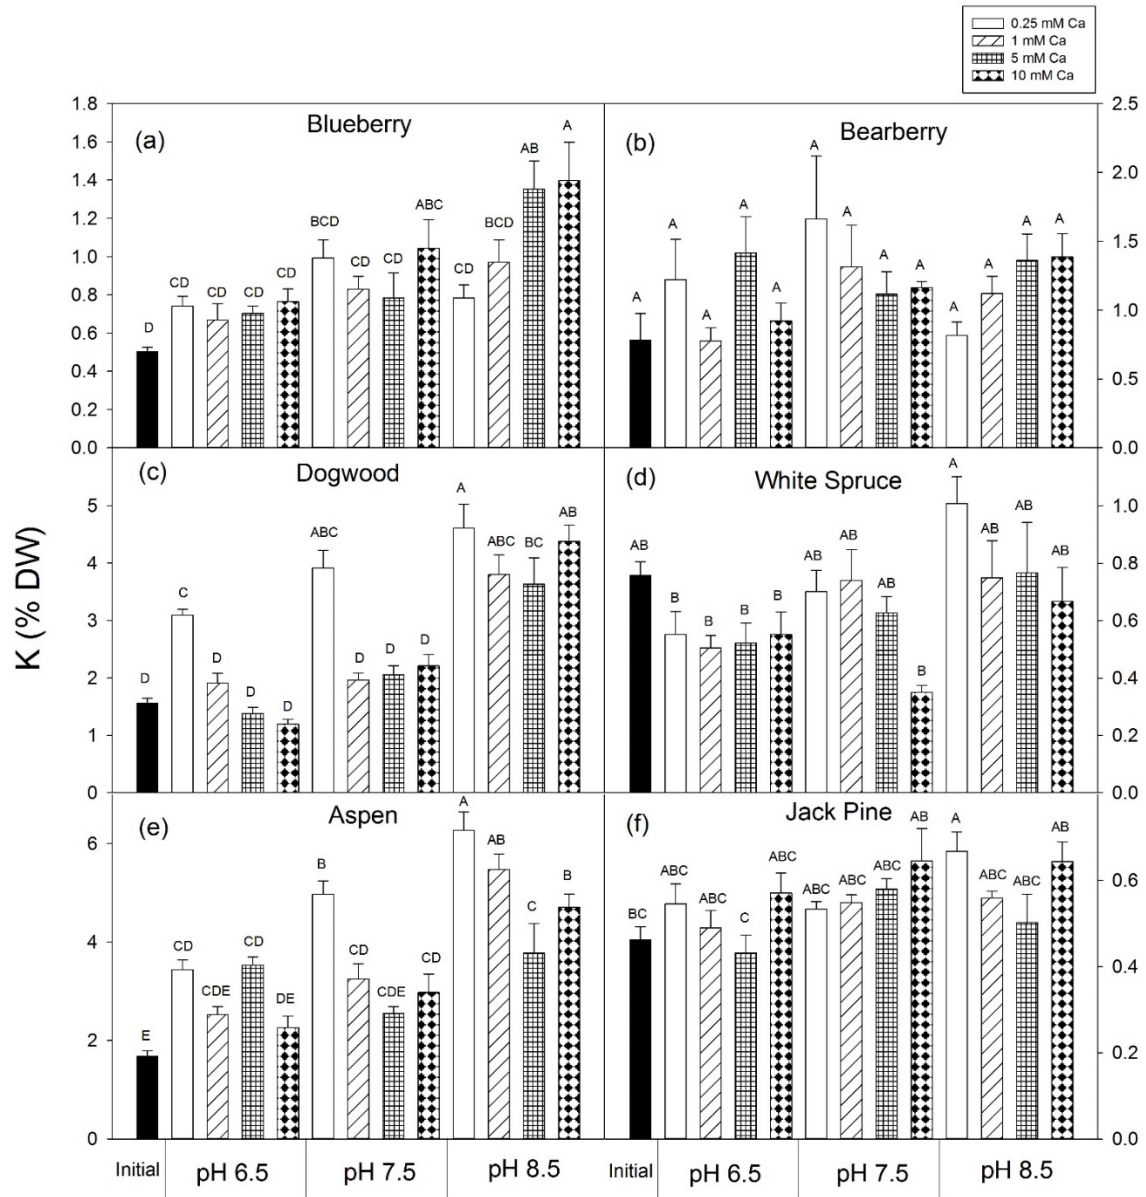 0.25 mM Ca
1 mM Ca
5 mM Ca
10 mM Ca
K (% DW)
(a) Blueberry
1.8
1.6
1.4
1.2
1.0
0.8
0.6
0.4
0.2
0.0
D CD CD CD CD BCD CD CD ABC CD BCD AB A
(b) Bearberry
2.5
2.0
1.5
1.0
0.5
0.0
A A A A A A A A A A A A A
(c) Dogwood
5
4
3
2
1
0
D C D D D ABC D D D A ABC BC AB
(d) White Spruce
1.0
0.8
0.6
0.4
0.2
0.0
AB B B B B AB AB AB B A AB AB AB
(e) Aspen
6
4
2
0
E CD CDE CD DE B CD CDE CD A AB C B
(f) Jack Pine
0.6
0.4
0.2
0.0
BC ABC ABC C ABC ABC ABC ABC AB A ABC ABC AB
Initial pH 6.5 pH 7.5 pH 8.5 Initial pH 6.5 pH 7.5 pH 8.5